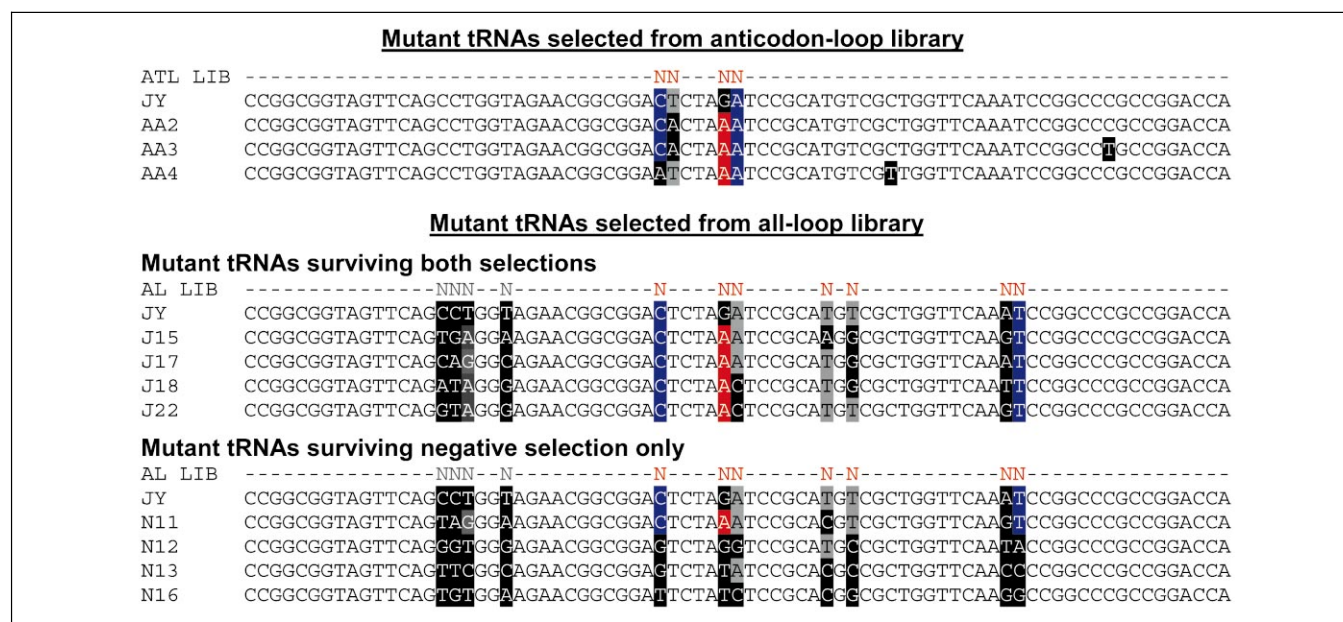 Mutant tRNAs selected from anticodon-loop library
ATL LIB --------------------------------NN---NN--------------------------------------
JY CCGGCGGTAGTTCAGCCTGGTAGAACGGCGGACTCTAGATCCGCATGTCGCTGGTTCAAATCCGGCCCGCCGGACCA
AA2 CCGGCGGTAGTTCAGCCTGGTAGAACGGCGGACACTAAATCCGCATGTCGCTGGTTCAAATCCGGCCCGCCGGACCA
AA3 CCGGCGGTAGTTCAGCCTGGTAGAACGGCGGACACTAAATCCGCATGTCGCTGGTTCAAATCCGGCCTGCCGGACCA
AA4 CCGGCGGTAGTTCAGCCTGGTAGAACGGCGGAATCTAAATCCGCATGTCGTTGGTTCAAATCCGGCCCGCCGGACCA
Mutant tRNAs selected from all-loop library
Mutant tRNAs surviving both selections
AL LIB ---------------NNN--N-----------N----NN------N-N-----------NN----------------
JY CCGGCGGTAGTTCAGCCTGGTAGAACGGCGGACTCTAGATCCGCATGTCGCTGGTTCAAATCCGGCCCGCCGGACCA
J15 CCGGCGGTAGTTCAGTGAGGAAGAACGGCGGACTCTAAATCCGCAAGGCGCTGGTTCAAGTCCGGCCCGCCGGACCA
J17 CCGGCGGTAGTTCAGCAGGGCAGAACGGCGGACTCTAAATCCGCATGGCGCTGGTTCAAATCCGGCCCGCCGGACCA
J18 CCGGCGGTAGTTCAGATAGGGAGAACGGCGGACTCTAACTCCGCATGGCGCTGGTTCAATTCCGGCCCGCCGGACCA
J22 CCGGCGGTAGTTCAGGTAGGGAGAACGGCGGACTCTAACTCCGCATGTCGCTGGTTCAAGTCCGGCCCGCCGGACCA
Mutant tRNAs surviving negative selection only
AL LIB ---------------NNN--N-----------N----NN------N-N-----------NN----------------
JY CCGGCGGTAGTTCAGCCTGGTAGAACGGCGGACTCTAGATCCGCATGTCGCTGGTTCAAATCCGGCCCGCCGGACCA
N11 CCGGCGGTAGTTCAGTAGGGAAGAACGGCGGACTCTAAATCCGCACGTCGCTGGTTCAAGTCCGGCCCGCCGGACCA
N12 CCGGCGGTAGTTCAGGGTGGGAGAACGGCGGAGTCTAGGTCCGCATGCCGCTGGTTCAATACCGGCCCGCCGGACCA
N13 CCGGCGGTAGTTCAGTTCGGCAGAACGGCGGAGTCTATATCCGCACGCCGCTGGTTCAACCCCGGCCCGCCGGACCA
N16 CCGGCGGTAGTTCAGTGTGGAAGAACGGCGGATTCTATCTCCGCACGGCGCTGGTTCAAGGCCGGCCCGCCGGACCA